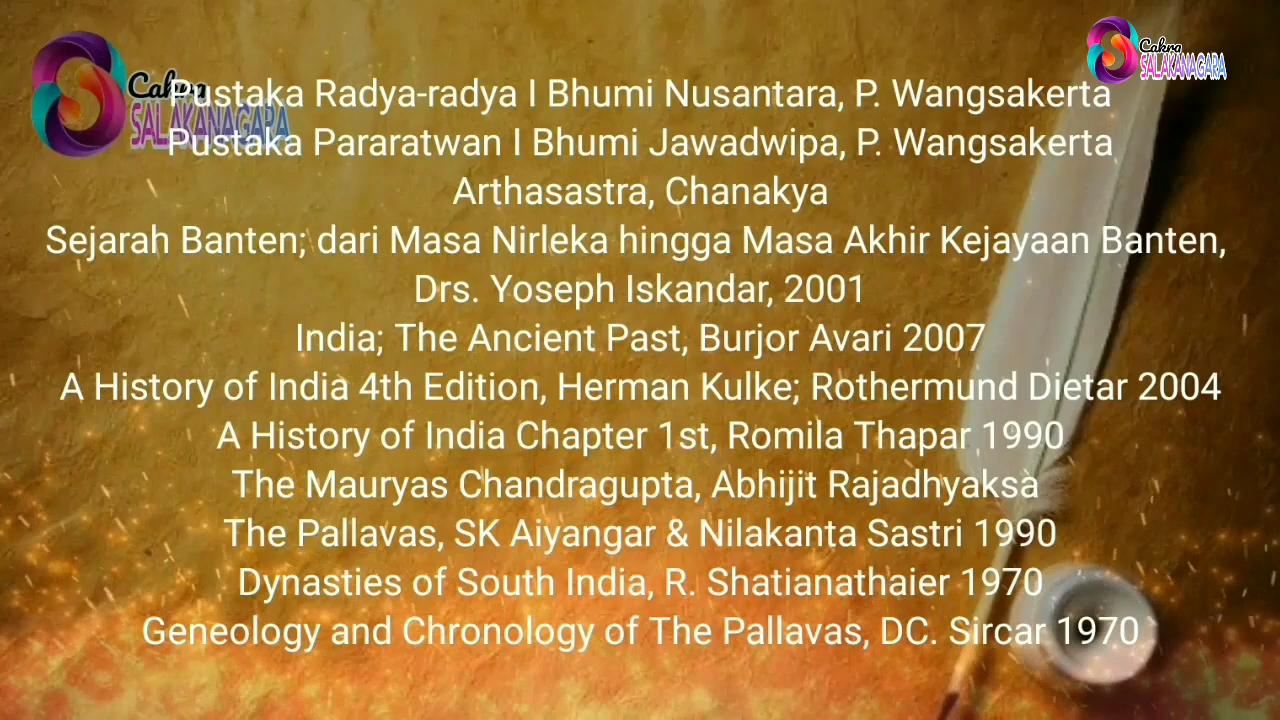 Cakra
SALAKANAGARA
Cakra
SALAKANAGARA
Pustaka Radya-radya I Bhumi Nusantara, P. Wangsakerta
Pustaka Pararatwan I Bhumi Jawadwipa, P. Wangsakerta
Arthasastra, Chanakya
Sejarah Banten; dari Masa Nirleka hingga Masa Akhir Kejayaan Banten,
Drs. Yoseph Iskandar, 2001
India; The Ancient Past, Burjor Avari 2007
A History of India 4th Edition, Herman Kulke; Rothermund Dietar 2004
A History of India Chapter 1st, Romila Thapar 1990
The Mauryas Chandragupta, Abhijit Rajadhyaksa
The Pallavas, SK Aiyangar & Nilakanta Sastri 1990
Dynasties of South India, R. Shatianathaier 1970
Geneology and Chronology of The Pallavas, DC. Sircar 1970